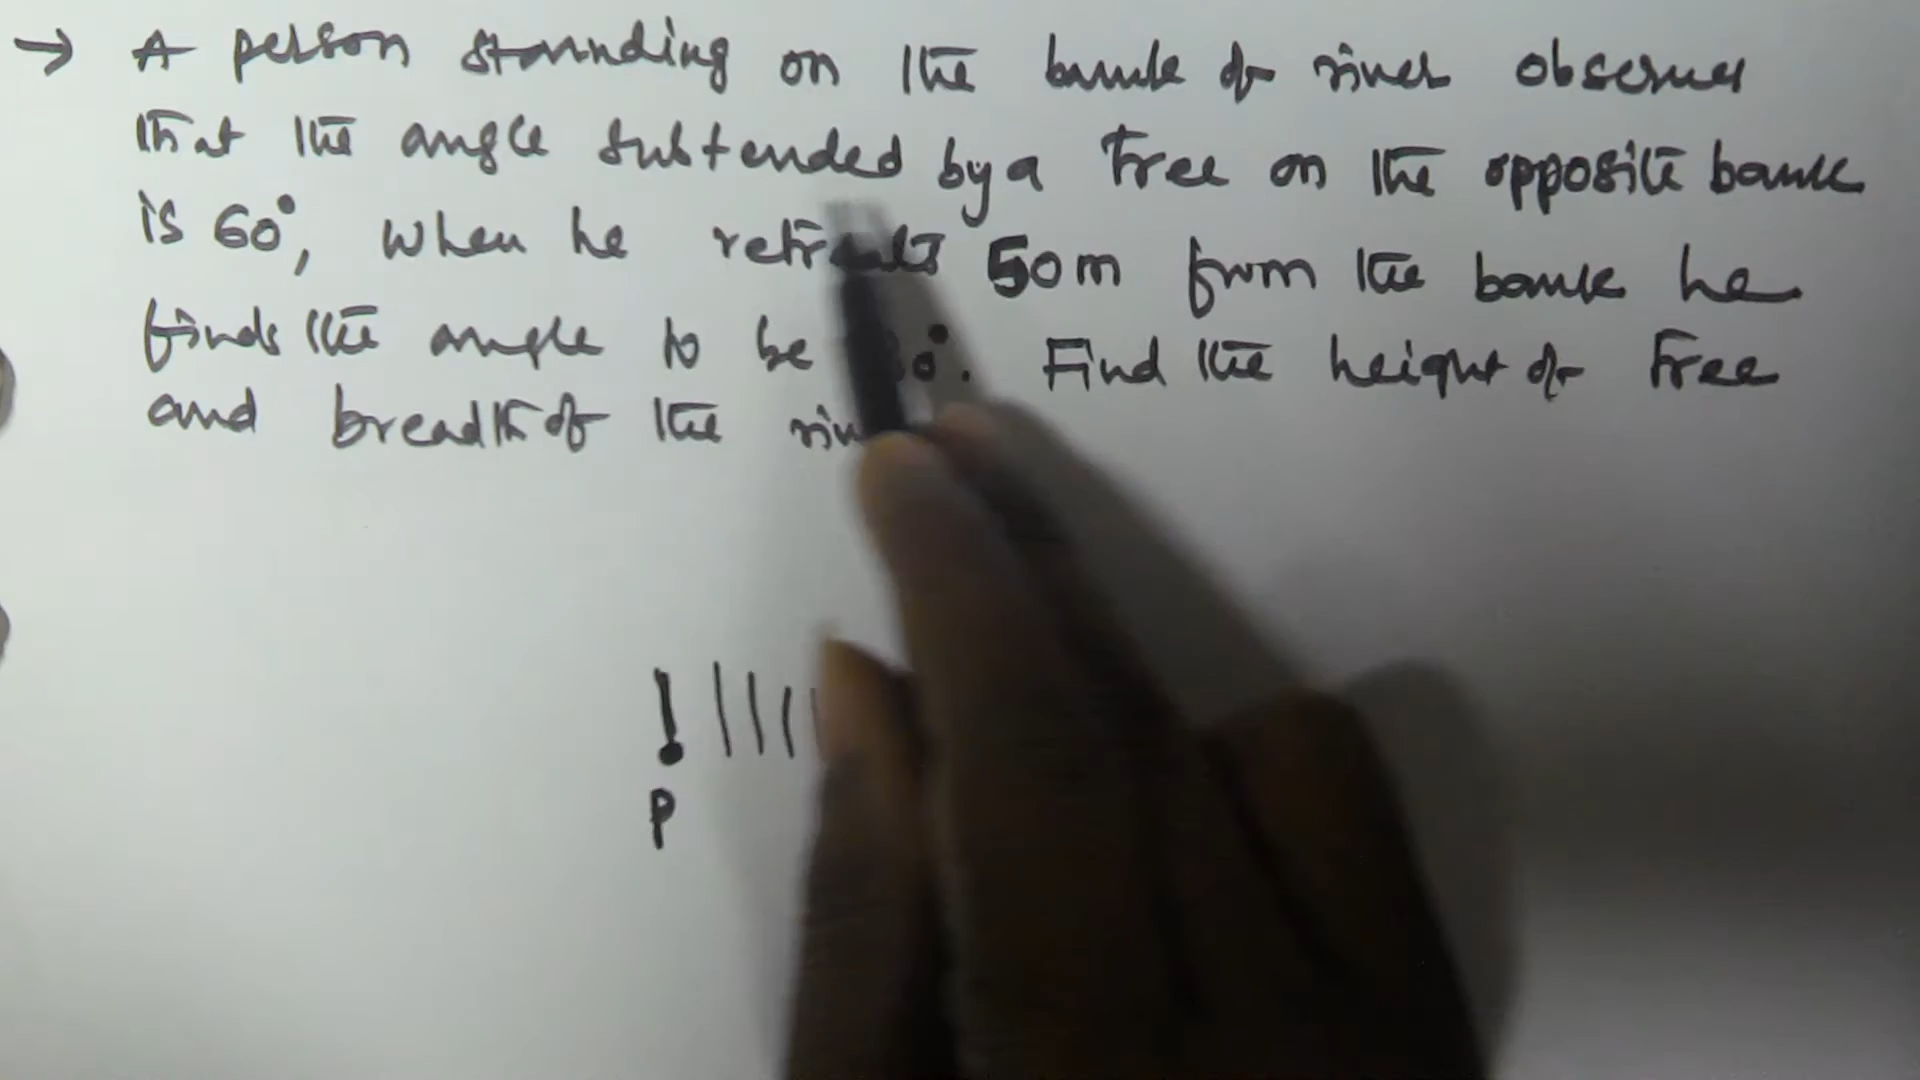 → A person standing on the bank of river observes
that the angle subtended by a tree on the opposite bank
is 60°, when he retreats 50m from the bank he
finds the angle to be 0°. Find the height of tree
and breadth of the
P